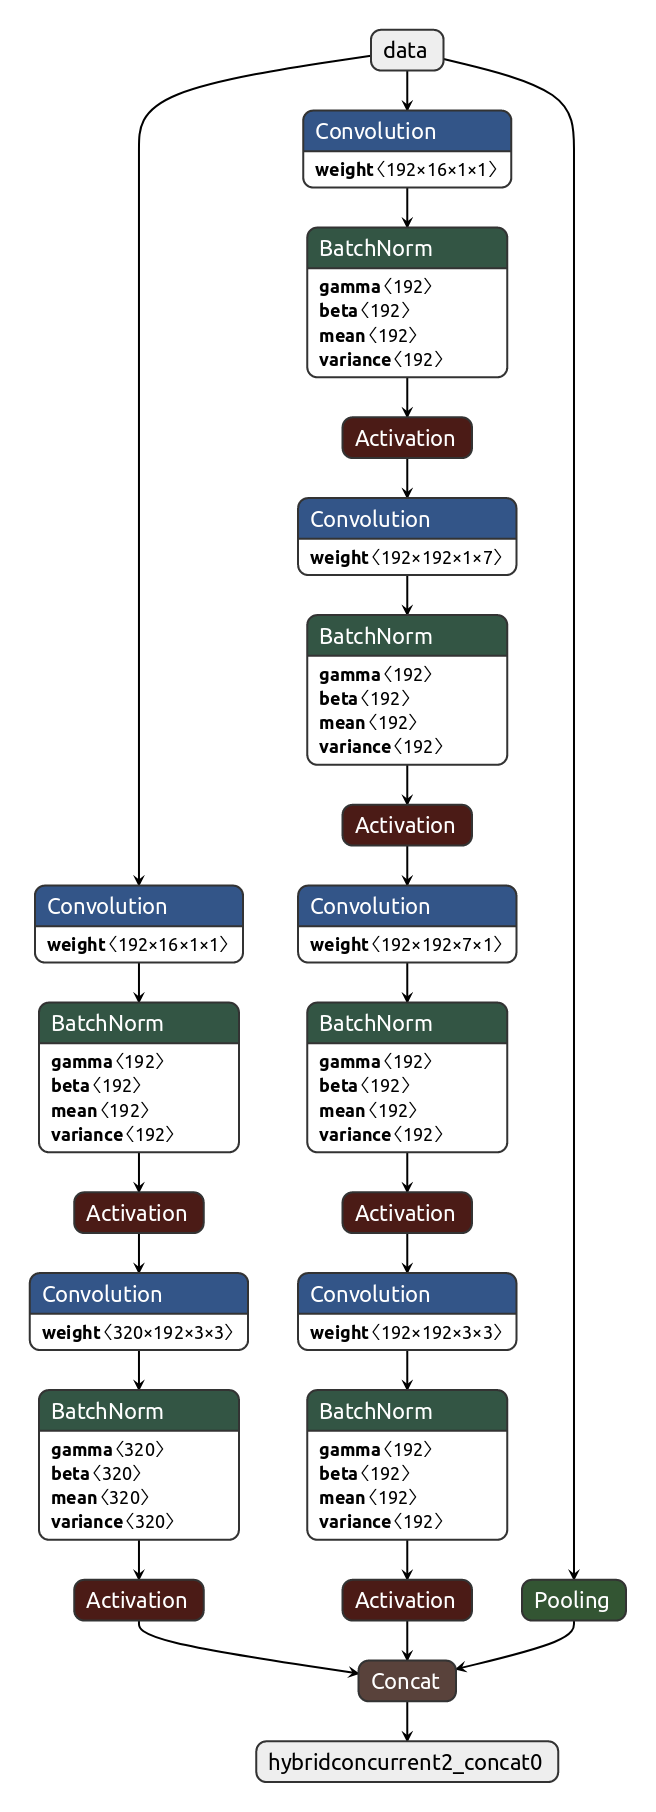 data
Convolution
weight〈192×16×1×1〉
BatchNorm
gamma〈192〉
beta〈192〉
mean〈192〉
variance〈192〉
Activation
Convolution
weight〈192×192×1×7〉
BatchNorm
gamma〈192〉
beta〈192〉
mean〈192〉
variance〈192〉
Activation
Convolution
weight〈192×16×1×1〉
BatchNorm
gamma〈192〉
beta〈192〉
mean〈192〉
variance〈192〉
Activation
Convolution
weight〈320×192×3×3〉
BatchNorm
gamma〈320〉
beta〈320〉
mean〈320〉
variance〈320〉
Activation
Convolution
weight〈192×192×7×1〉
BatchNorm
gamma〈192〉
beta〈192〉
mean〈192〉
variance〈192〉
Activation
Convolution
weight〈192×192×3×3〉
BatchNorm
gamma〈192〉
beta〈192〉
mean〈192〉
variance〈192〉
Activation
Pooling
Concat
hybridconcurrent2_concat0